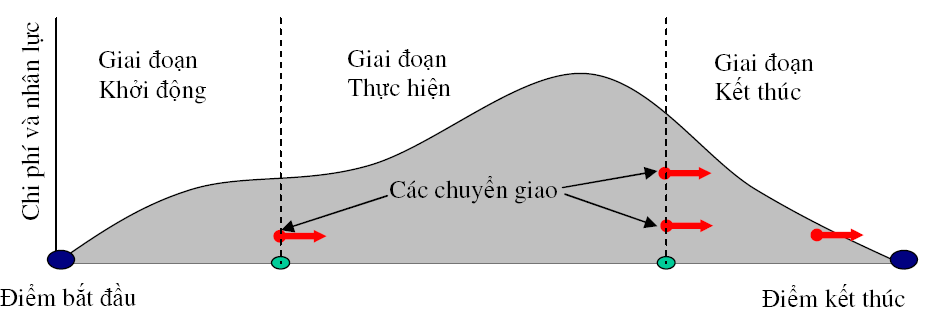 Chi phí và nhân lực
Giai đoạn
Khởi động
Giai đoạn
Thực hiện
Giai đoạn
Kết thúc
Các chuyển giao
Điểm bắt đầu
Điểm kết thúc